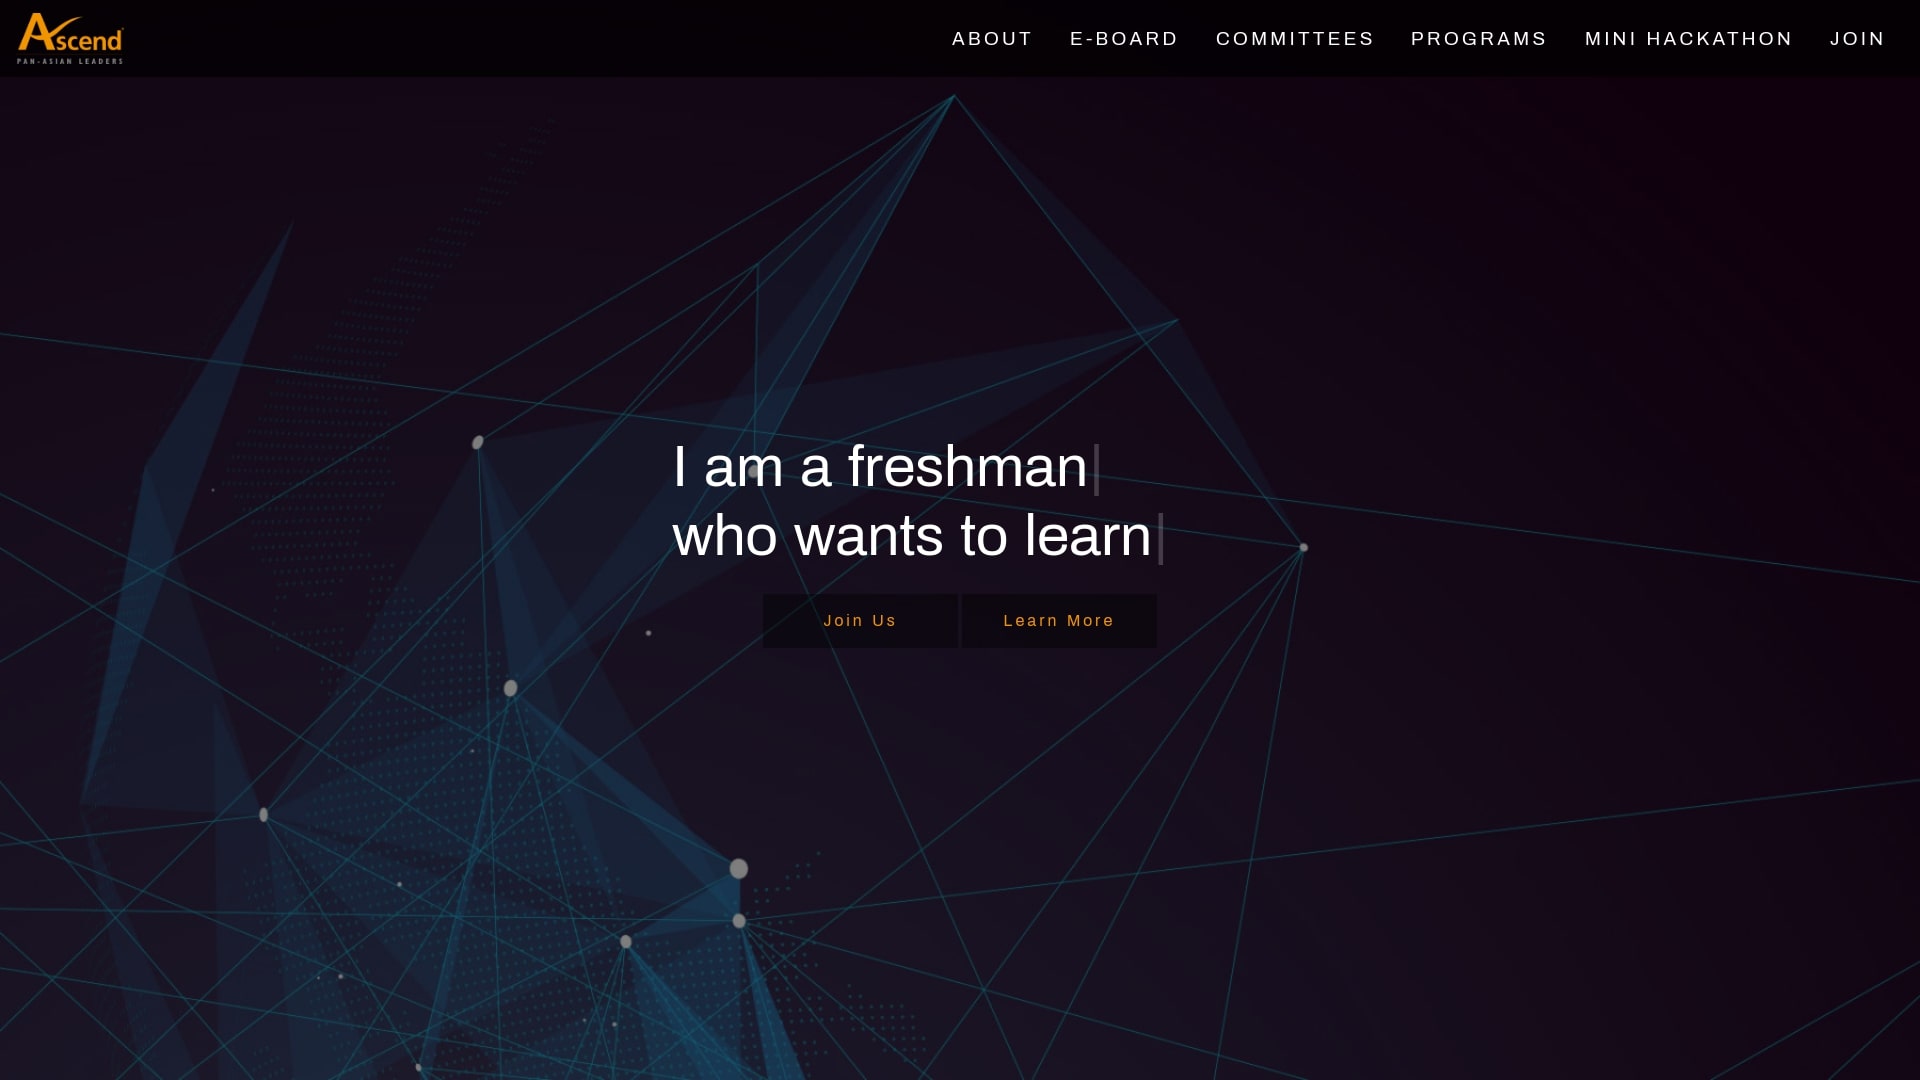 Ascend
PAN-ASIAN LEADERS
ABOUT
E-BOARD
COMMITTEES
PROGRAMS
MINI HACKATHON
JOIN
I am a freshman|
who wants to learn|
Join Us
Learn More